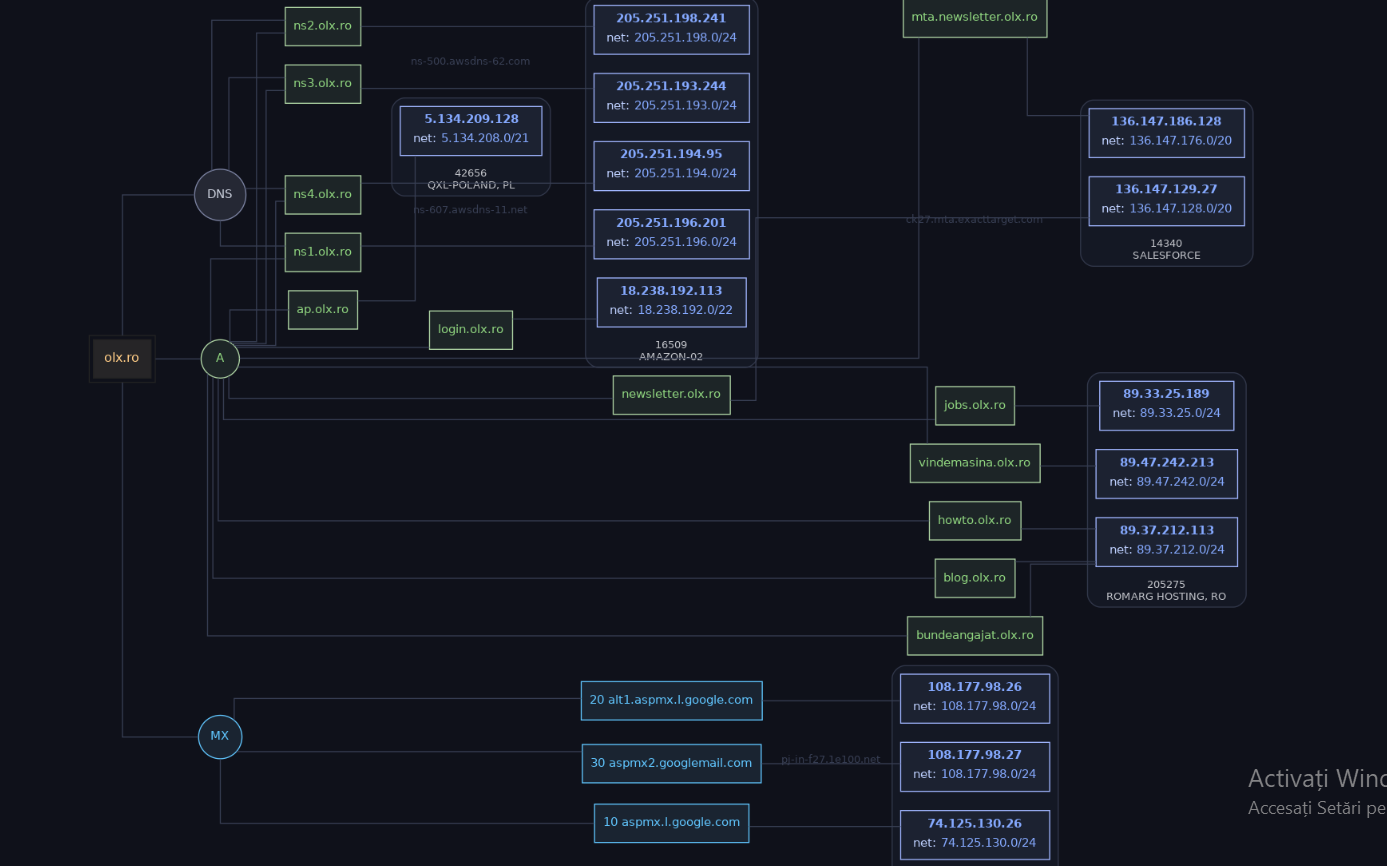 ns2.olx.ro
ns3.olx.ro
ns-500.awsdns-62.com
5.134.209.128
net: 5.134.208.0/21
42656
QXL-POLAND, PL
ns-607.awsdns-11.net
DNS
ns4.olx.ro
ns1.olx.ro
ap.olx.ro
login.olx.ro
olx.ro
A
205.251.198.241
net: 205.251.198.0/24
205.251.193.244
net: 205.251.193.0/24
205.251.194.95
net: 205.251.194.0/24
205.251.196.201
net: 205.251.196.0/24
18.238.192.113
net: 18.238.192.0/22
16509
AMAZON-02
newsletter.olx.ro
mta.newsletter.olx.ro
136.147.186.128
net: 136.147.176.0/20
136.147.129.27
net: 136.147.128.0/20
ck27.mta.exacttarget.com
14340
SALESFORCE
jobs.olx.ro
vindemasina.olx.ro
howto.olx.ro
blog.olx.ro
bundeangajat.olx.ro
89.33.25.189
net: 89.33.25.0/24
89.47.242.213
net: 89.47.242.0/24
89.37.212.113
net: 89.37.212.0/24
205275
ROMARG HOSTING, RO
MX
20 alt1.aspmx.l.google.com
30 aspmx2.googlemail.com
10 aspmx.l.google.com
pj-in-f27.1e100.net
108.177.98.26
net: 108.177.98.0/24
108.177.98.27
net: 108.177.98.0/24
74.125.130.26
net: 74.125.130.0/24
Activați Wind
Accesați Setări pe